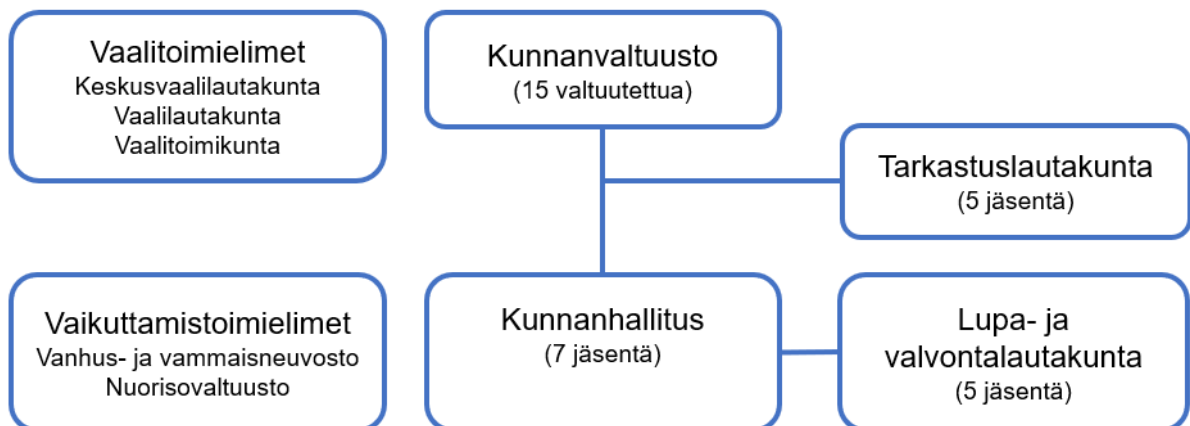 Vaalitoimielimet
Keskusvaalilautakunta
Vaalilautakunta
Vaalitoimikunta
Kunnanvaltuusto
(15 valtuutettua)
Tarkastuslautakunta
(5 jäsentä)
Vaikuttamistoimielimet
Vanhus- ja vammaisneuvosto
Nuorisovaltuusto
Kunnanhallitus
(7 jäsentä)
Lupa- ja
valvontalautakunta
(5 jäsentä)